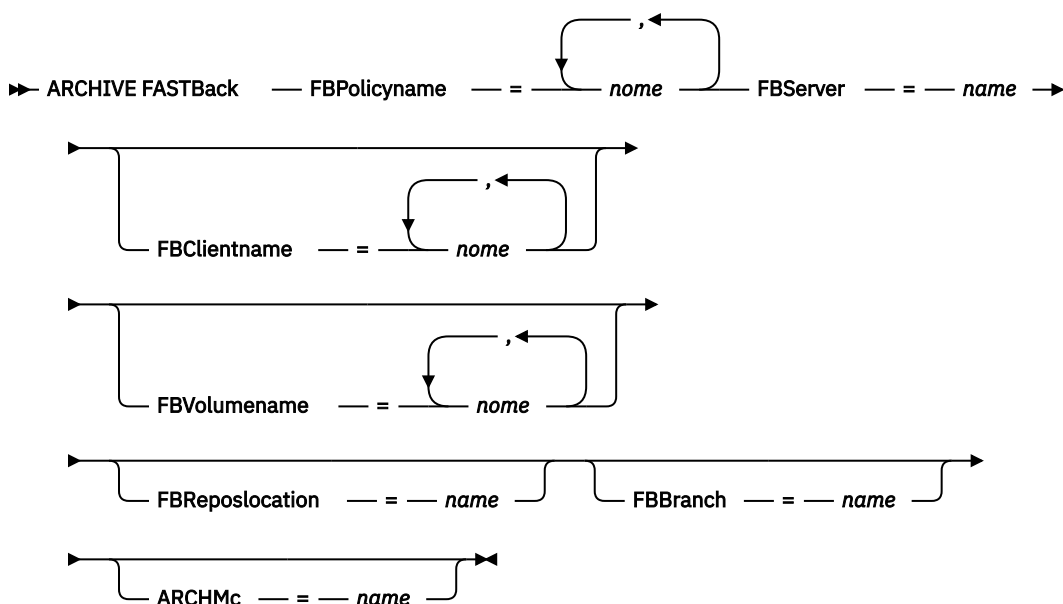 ,
ARCHIVE FASTBack FBPolicyname = nome FBServer = name
,
FBClientname = nome
,
FBVolumename = nome
FBReposlocation = name FBBranch = name
ARCHMc = name